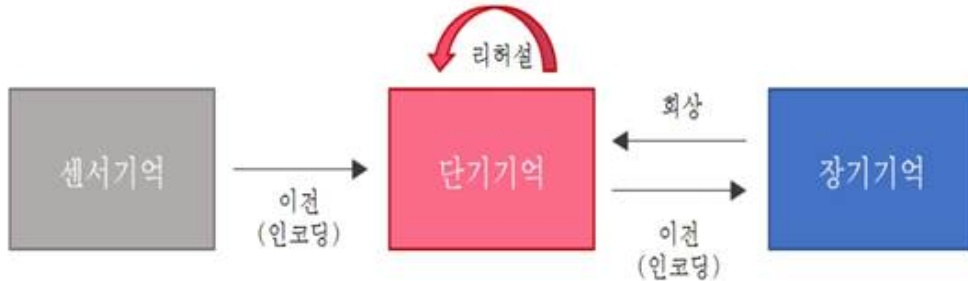 리허설
센서기억
이전
(인코딩)
단기기억
회상
이전
(인코딩)
장기기억